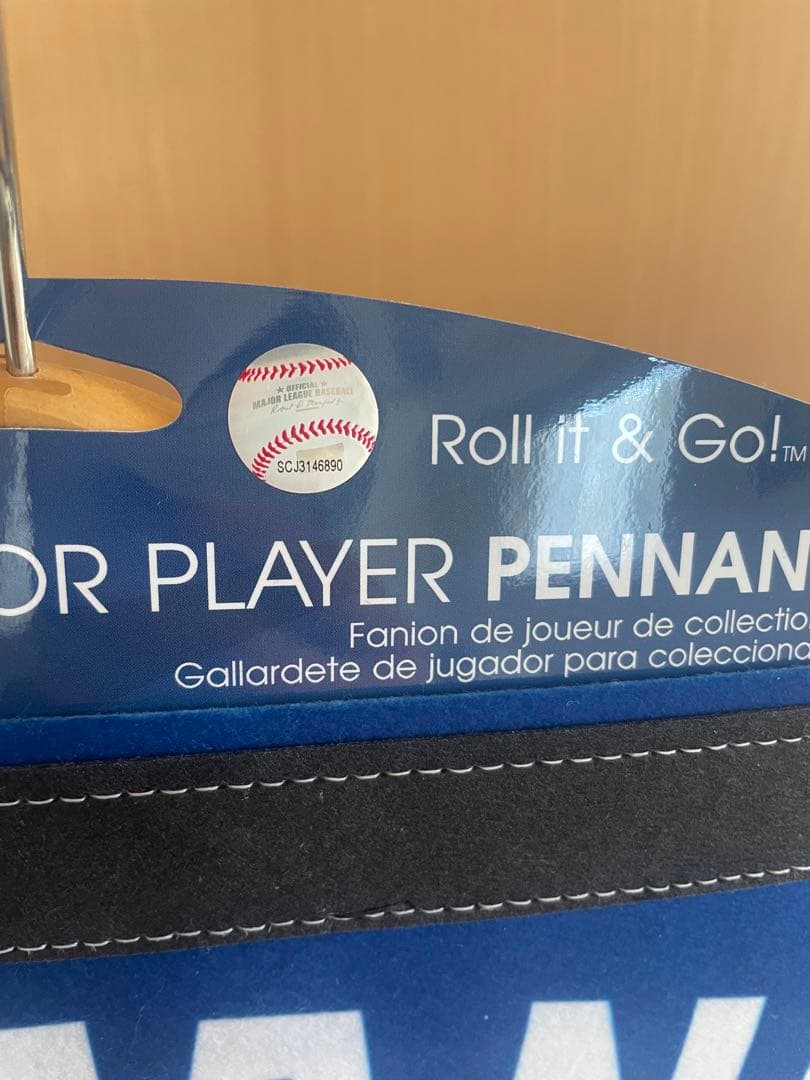 ★ OFFICIAL ★
MAJOR LEAGUE BASEBALL
SCJ3146890
Roll it & Go!TM
OR PLAYER PENNAN
Fanion de joueur de collectio
Gallardete de jugador para colecciona